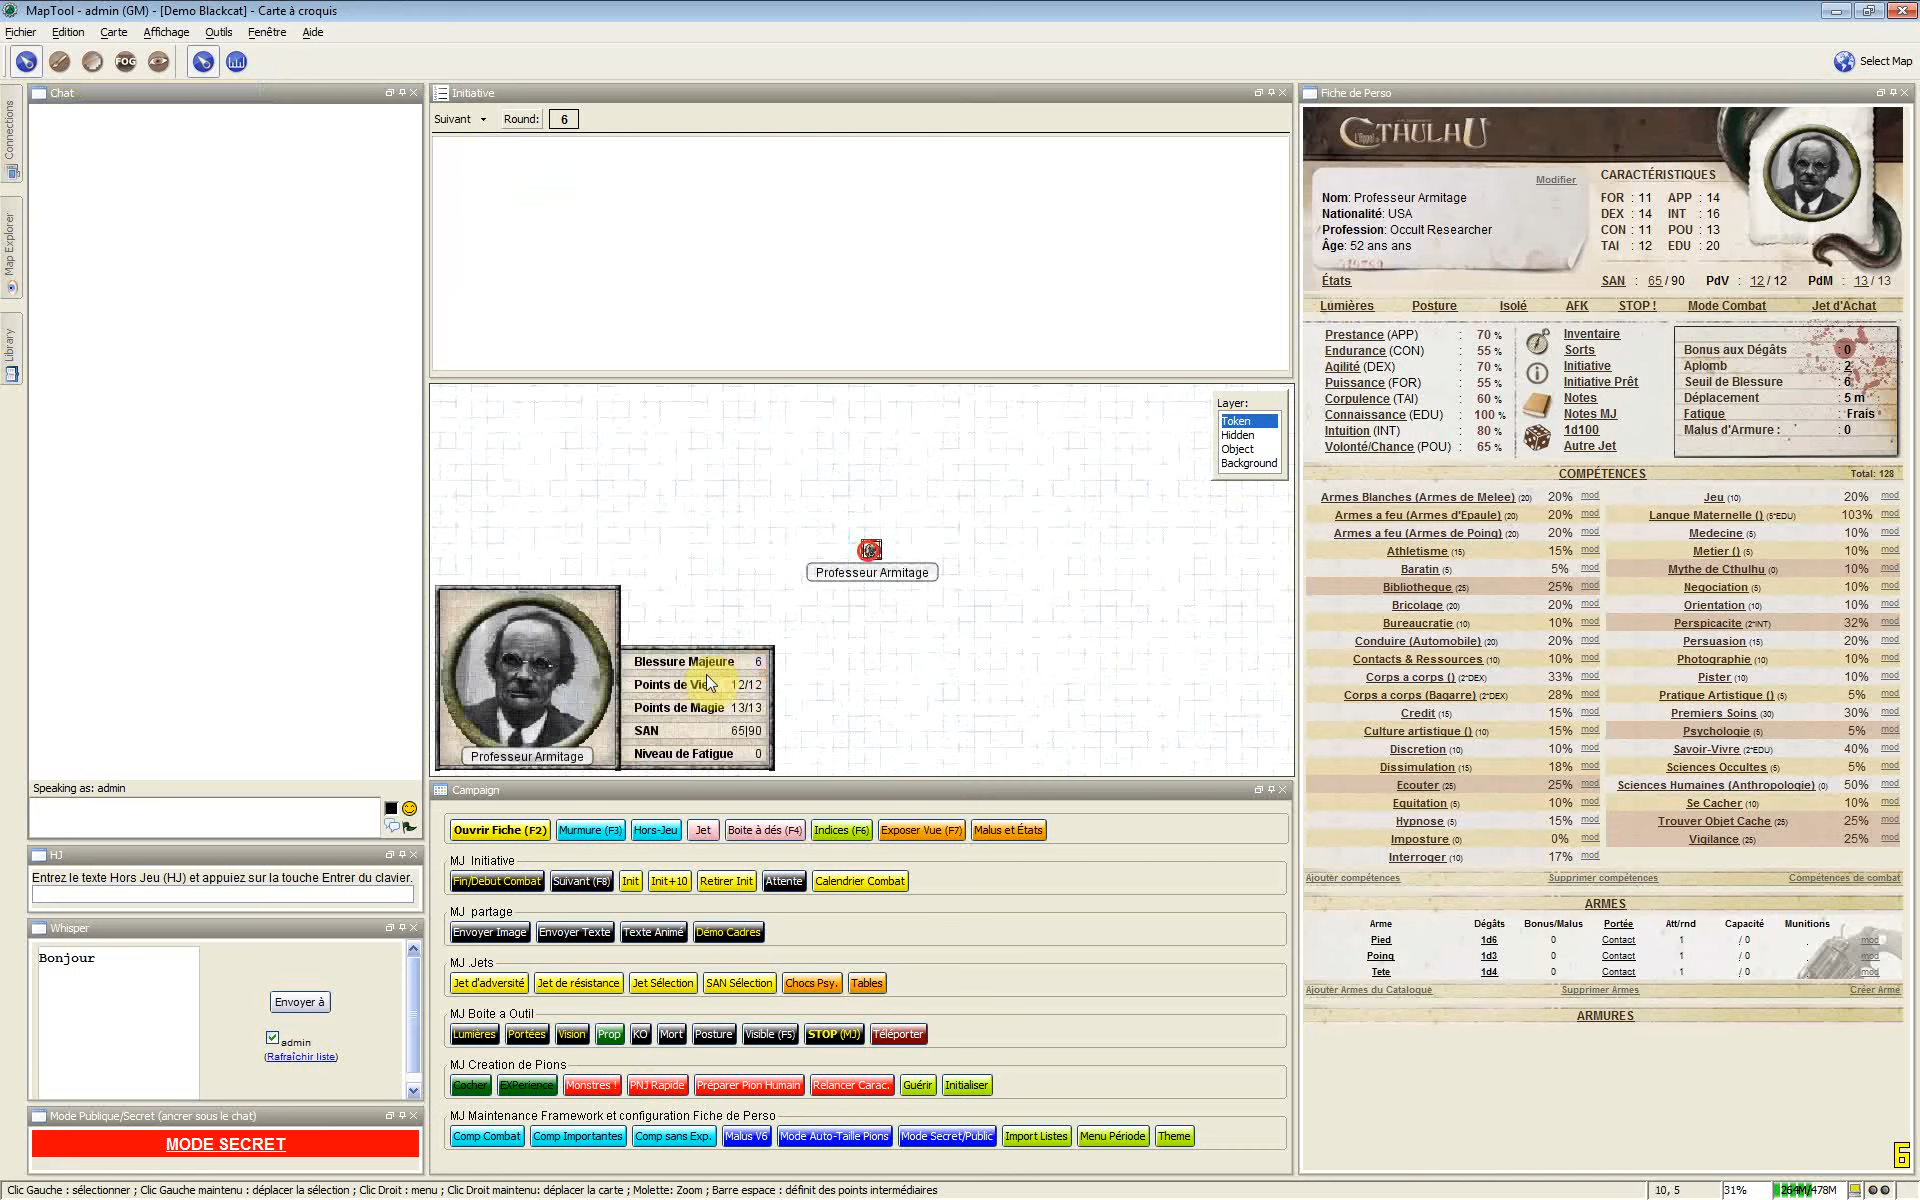 MapTool - admin (GM) - [Demo Blackcat] - Carte à croquis
Fichier Edition Carte Affichage Outils Fenêtre Aide
FOG
Select Map
Connections
Map Explorer
Library
Chat
Speaking as: admin
HJ
Entrez le texte Hors Jeu (HJ) et appuiez sur la touche Entrer du clavier.
Whisper
Bonjour
Envoyer à
admin
(Rafraîchir liste)
Mode Publique/Secret (ancrer sous le chat)
MODE SECRET
Initiative
Suivant Round: 6
Layer:
Token
Hidden
Object
Background
Professeur Armitage
Blessure Majeure 6
Points de Vie 12/12
Points de Magie 13/13
SAN 65|90
Niveau de Fatigue 0
Professeur Armitage
Campaign
Ouvrir Fiche (F2) Murmure (F3) Hors-Jeu Jet Boite à dés (F4) Indices (F6) Exposer Vue (F7) Malus et États
MJ Initiative
Fin/Debut Combat Suivant (F8) Init Init+10 Retirer Init Attente Calendrier Combat
MJ partage
Envoyer Image Envoyer Texte Texte Animé Démo Cadres
MJ .Jets
Jet d'adversité Jet de résistance Jet Sélection SAN Sélection Chocs Psy. Tables
MJ Boite a Outil
Lumières Portées Vision Prop KO Mort Posture Visible (F5) STOP (MJ) Téléporter
MJ Creation de Pions
Cocher EXPerience Monstres ! PNJ Rapide Préparer Pion Humain Relancer Carac. Guérir Initialiser
MJ Maintenance Framework et configuration Fiche de Perso
Comp Combat Comp Importantes Comp sans Exp. Malus V6 Mode Auto-Taille Pions Mode Secret/Public Import Listes Menu Période Theme
Fiche de Perso
L'Appel de CTHULHU
Modifier
Nom: Professeur Armitage
Nationalité: USA
Profession: Occult Researcher
Âge: 52 ans ans
CARACTÉRISTIQUES
FOR : 11 APP : 14
DEX : 14 INT : 16
CON : 11 POU : 13
TAI : 12 EDU : 20
États SAN : 65 / 90 PdV : 12 / 12 PdM : 13 / 13
Lumières Posture Isolé AFK STOP ! Mode Combat Jet d'Achat
Prestance (APP) : 70 %
Endurance (CON) : 55 %
Agilité (DEX) : 70 %
Puissance (FOR) : 55 %
Corpulence (TAI) : 60 %
Connaissance (EDU) : 100 %
Intuition (INT) : 80 %
Volonté/Chance (POU) : 65 %
Inventaire
Sorts
Initiative
Initiative Prêt
Notes
Notes MJ
1d100
Autre Jet
Bonus aux Dégâts : 0
Aplomb : 2
Seuil de Blessure : 6
Déplacement : 5 m
Fatigue : Frais
Malus d'Armure : : 0
COMPÉTENCES Total: 128
Armes Blanches (Armes de Melee) (20) 20% mod Jeu (10) 20% mod
Armes a feu (Armes d'Epaule) (20) 20% mod Langue Maternelle () (5*EDU) 103% mod
Armes a feu (Armes de Poing) (20) 20% mod Medecine (5) 10% mod
Athletisme (15) 15% mod Metier () (5) 10% mod
Baratin (5) 5% mod Mythe de Cthulhu (0) 10% mod
Bibliotheque (25) 25% mod Negociation (5) 10% mod
Bricolage (20) 20% mod Orientation (10) 10% mod
Bureaucratie (10) 10% mod Perspicacite (2*INT) 32% mod
Conduire (Automobile) (20) 20% mod Persuasion (15) 20% mod
Contacts & Ressources (10) 10% mod Photographie (10) 10% mod
Corps a corps () (2*DEX) 33% mod Pister (10) 10% mod
Corps a corps (Bagarre) (2*DEX) 28% mod Pratique Artistique () (5) 5% mod
Credit (15) 15% mod Premiers Soins (30) 30% mod
Culture artistique () (10) 15% mod Psychologie (5) 5% mod
Discretion (10) 10% mod Savoir-Vivre (2*EDU) 40% mod
Dissimulation (15) 18% mod Sciences Occultes (5) 5% mod
Ecouter (25) 25% mod Sciences Humaines (Anthropologie) (0) 50% mod
Equitation (5) 10% mod Se Cacher (10) 10% mod
Hypnose (5) 15% mod Trouver Objet Cache (25) 25% mod
Imposture (0) 0% mod Vigilance (25) 25% mod
Interroger (10) 17% mod
Ajouter compétences Supprimer compétences Compétences de combat
ARMES
Arme Dégâts Bonus/Malus Portée Att/rnd Capacité Munitions
Pied 1d6 0 Contact 1 / 0 . mod
Poing 1d3 0 Contact 1 / 0 . mod
Tete 1d4 0 Contact 1 / 0 . mod
Ajouter Armes du Catalogue Supprimer Armes Créer Arme
ARMURES
6
Clic Gauche : sélectionner ; Clic Gauche maintenu : déplacer la sélection ; Clic Droit : menu ; Clic Droit maintenu: déplacer la carte ; Molette: Zoom ; Barre espace : définit des points intermédiaires
10, 5 31% 264M/478M